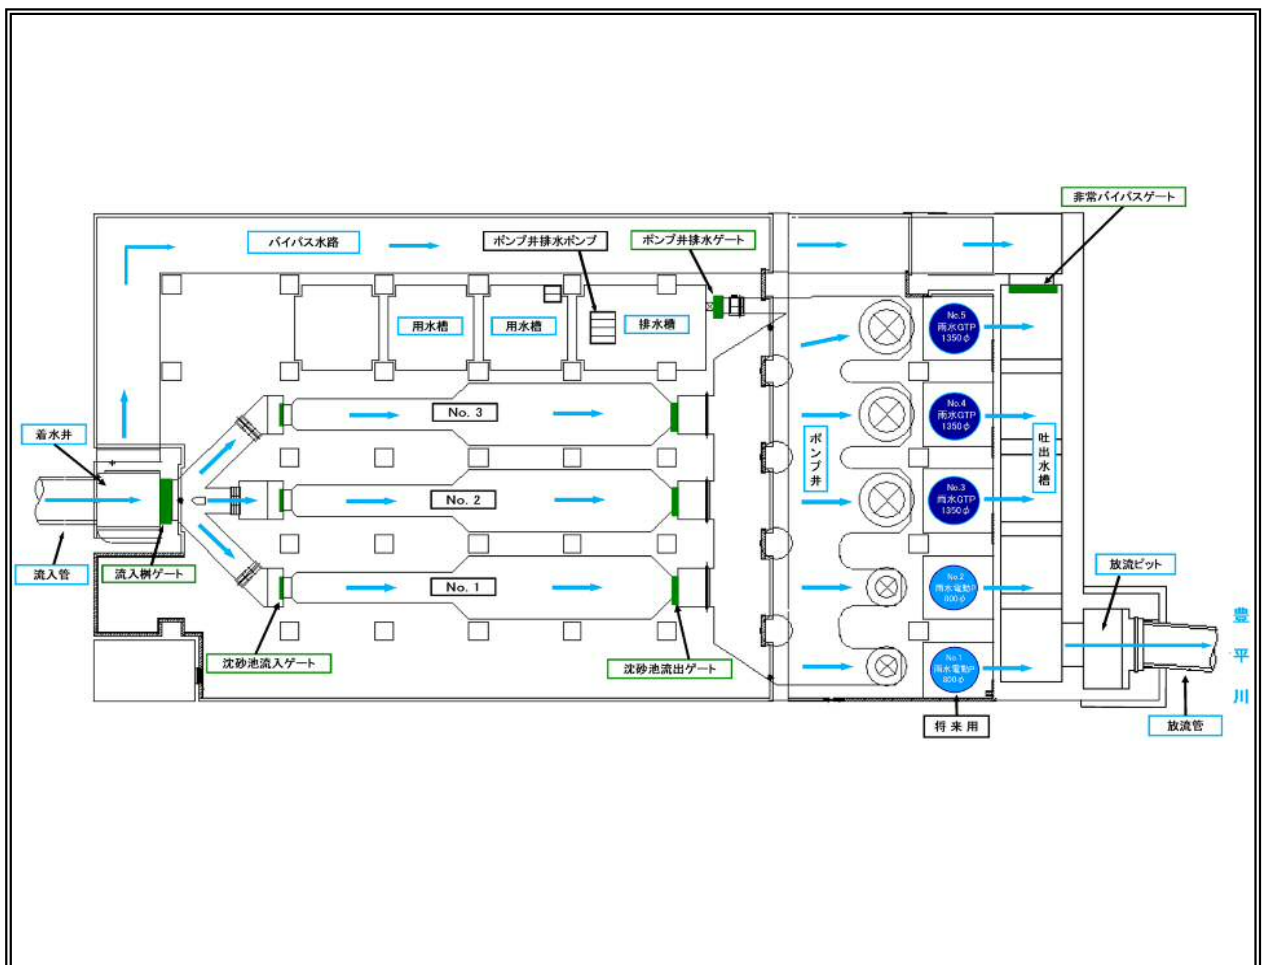 非常バイパスゲート
バイパス水路
ポンプ井排水ポンプ
ポンプ井排水ゲート
用水槽
用水槽
排水槽
No.5
雨水GTP
1350φ
No. 3
No.4
雨水GTP
1350φ
着水井
ポンプ井
吐出水槽
No. 2
No.3
雨水GTP
1350φ
流入管
流入桝ゲート
No. 1
No.2
雨水電動P
800φ
放流ピット
沈砂池流入ゲート
沈砂池流出ゲート
No.1
雨水電動P
800φ
豊平川
将来用
放流管